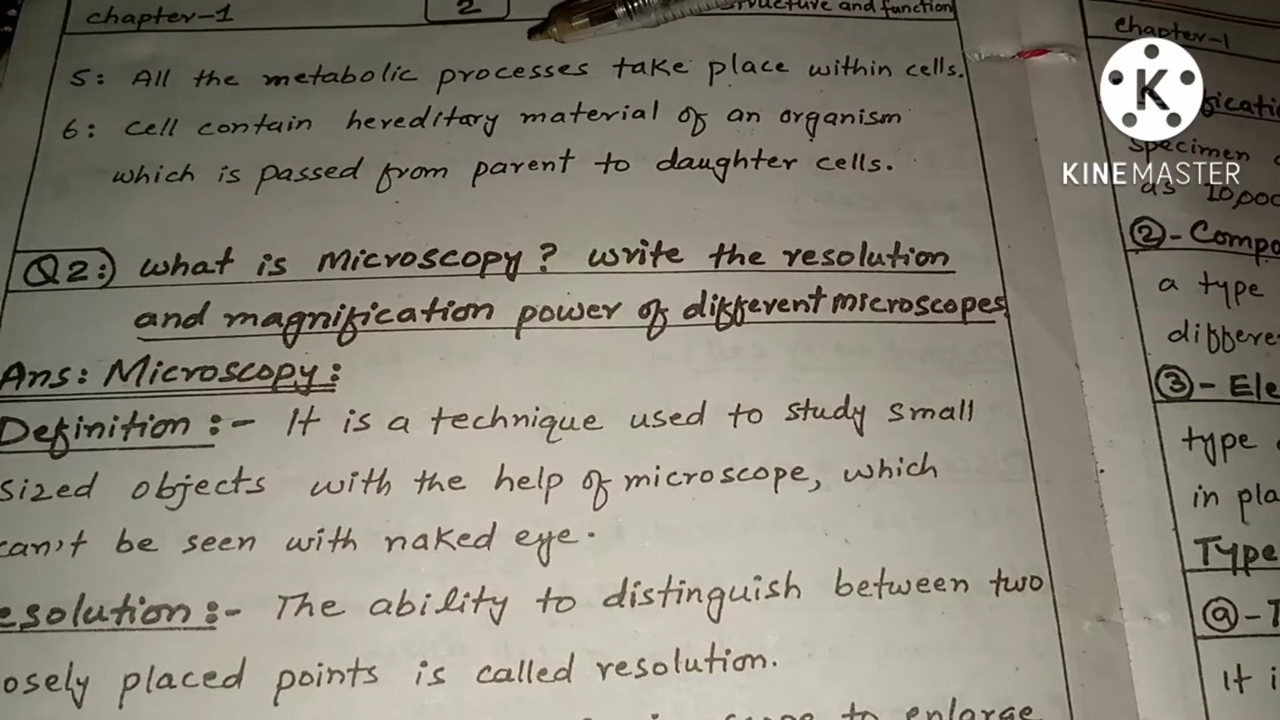 chapter-1
2
structure and function
5: All the metabolic processes take place within cells.
6: cell contain hereditary material of an organism
which is passed from parent to daughter cells.
Q2:) what is Microscopy? write the resolution
and magnification power of different microscopes
Ans: Microscopy:
Definition :- It is a technique used to study small
sized objects with the help of microscope, which
can't be seen with naked eye.
esolution :- The ability to distinguish between two
osely placed points is called resolution.
to enlarge
chapter-1
K
KINEMASTER
specimen
as 10,000
②- Compo
a type
differe
③- Ele
type
in pla
Type
ⓐ-T
It i